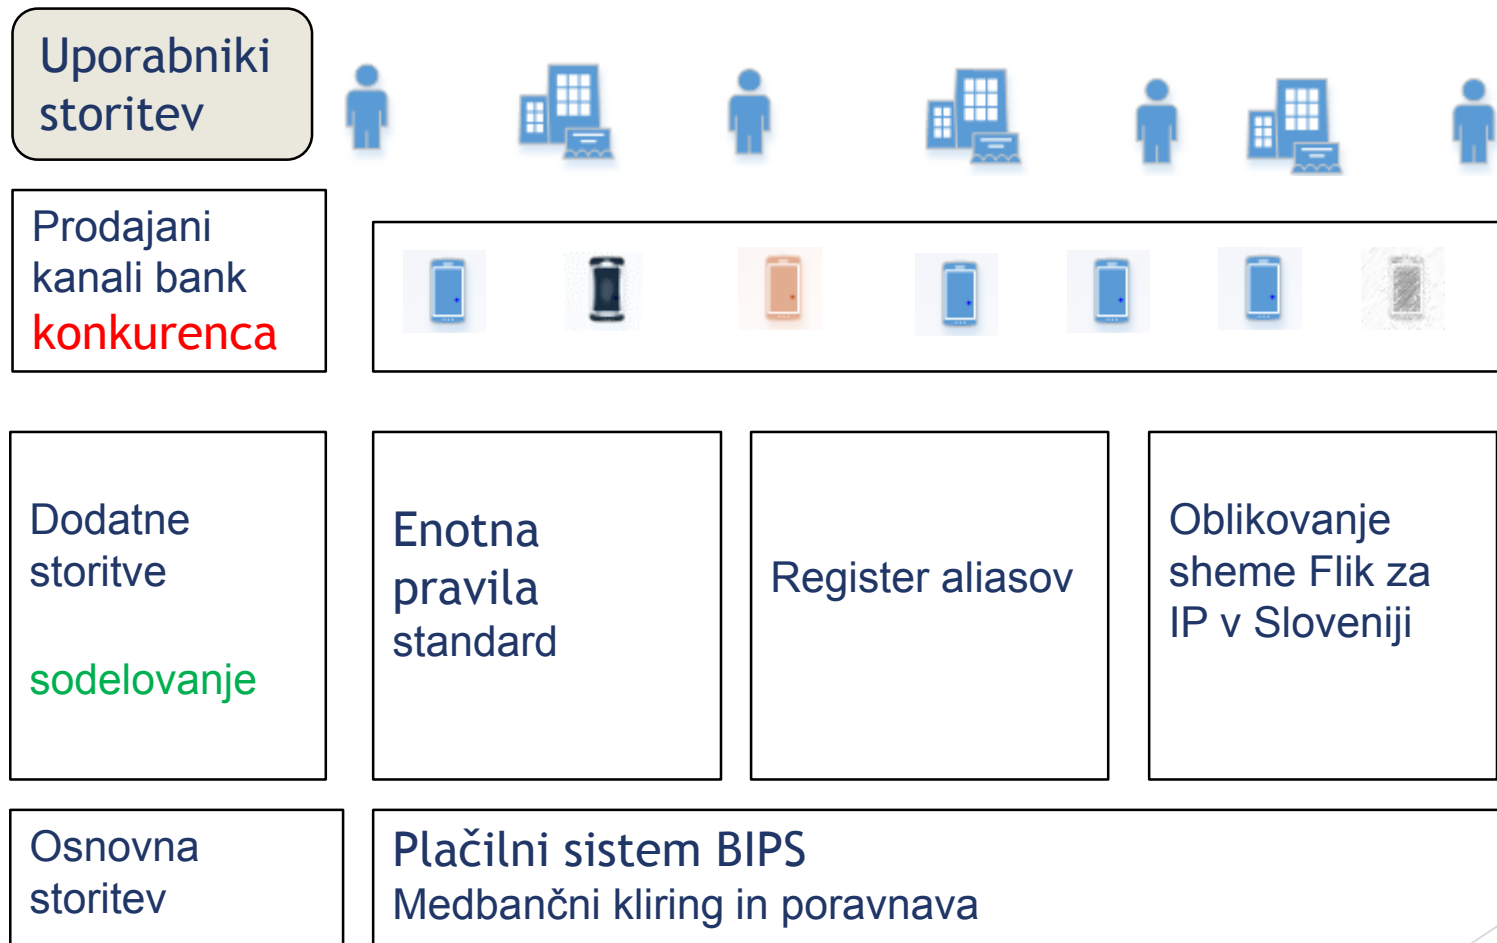 Uporabniki
storitev
Prodajani
kanali bank
konkurenca
Dodatne
storitve
sodelovanje
Enotna
pravila
standard
Register aliasov
Oblikovanje
sheme Flik za
IP v Sloveniji
Osnovna
storitev
Plačilni sistem BIPS
Medbančni kliring in poravnava